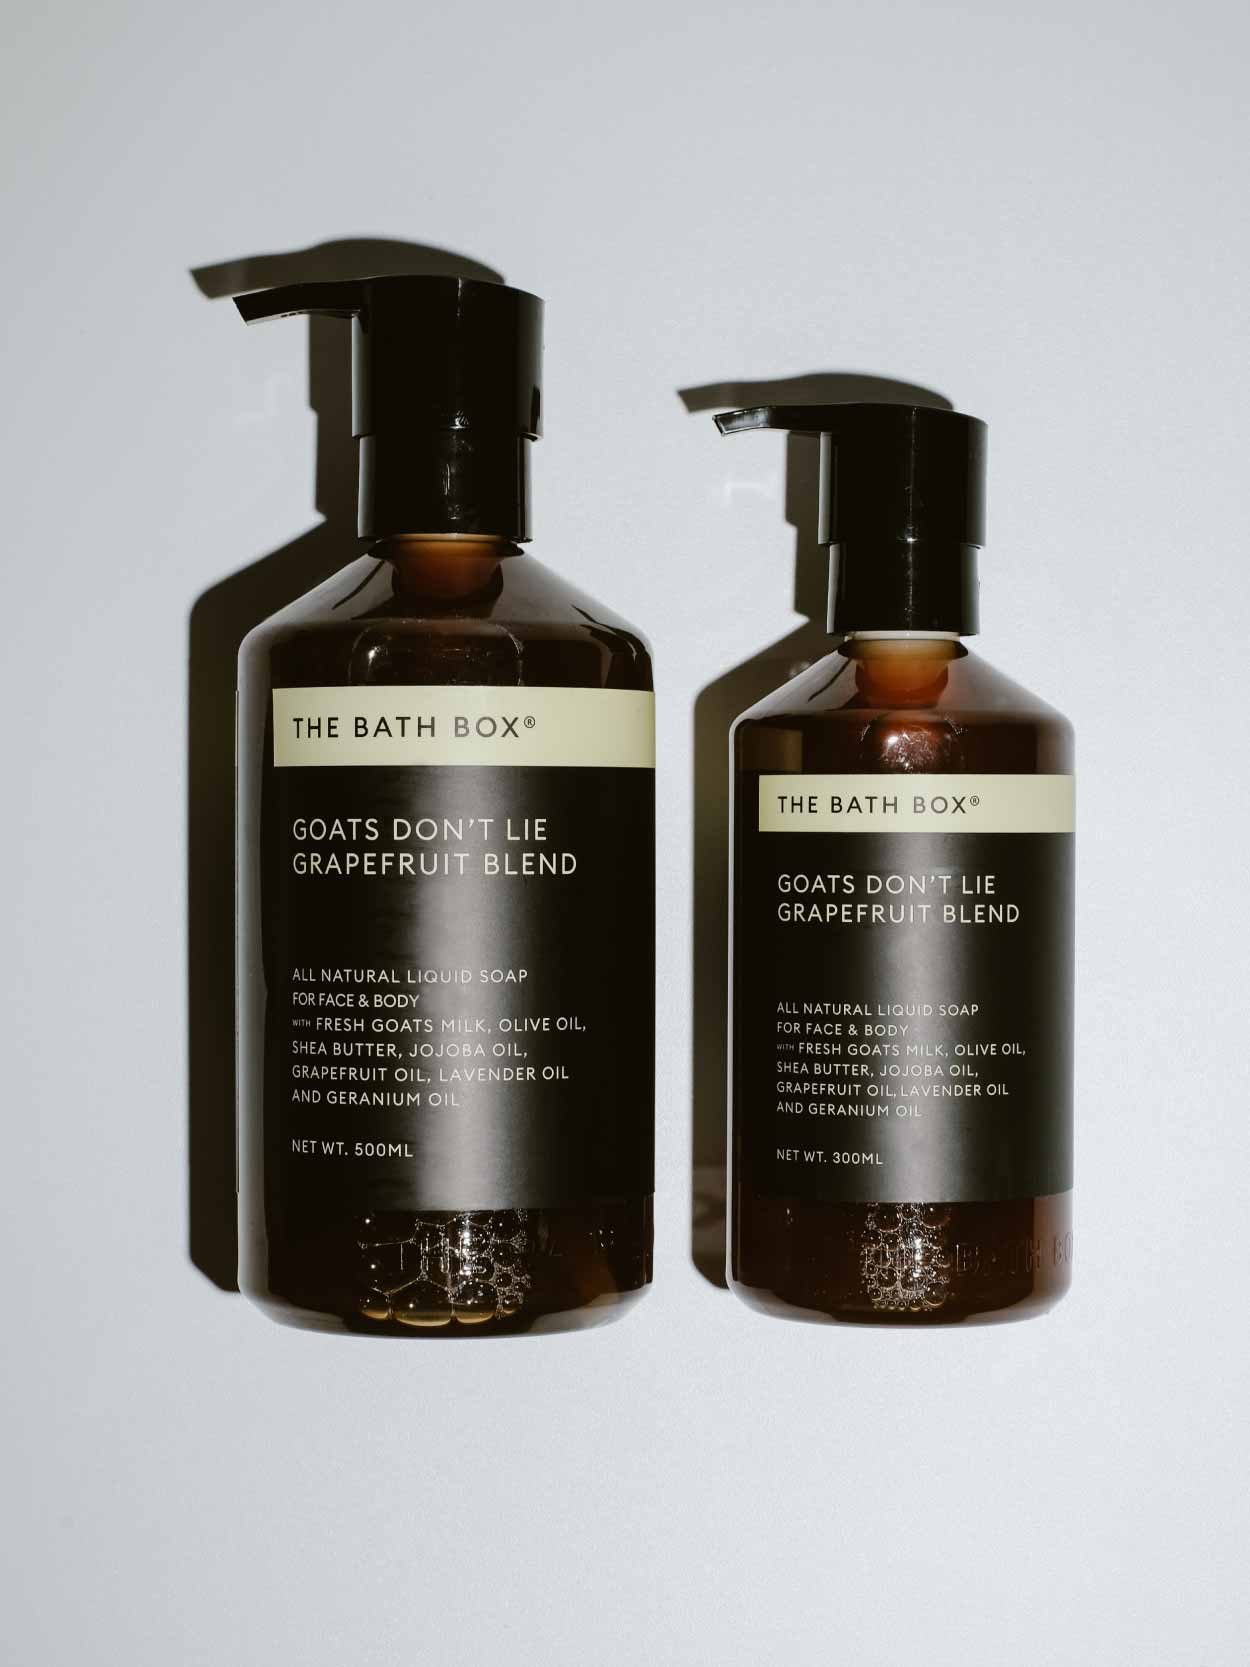 THE BATH BOX®
GOATS DON'T LIE
GRAPEFRUIT BLEND
ALL NATURAL LIQUID SOAP
FOR FACE & BODY
WITH FRESH GOATS MILK, OLIVE OIL,
SHEA BUTTER, JOJOBA OIL,
GRAPEFRUIT OIL, LAVENDER OIL
AND GERANIUM OIL
NET WT. 500ML
THE BATH BOX®
GOATS DON'T LIE
GRAPEFRUIT BLEND
ALL NATURAL LIQUID SOAP
FOR FACE & BODY
WITH FRESH GOATS MILK, OLIVE OIL,
SHEA BUTTER, JOJOBA OIL,
GRAPEFRUIT OIL, LAVENDER OIL
AND GERANIUM OIL
NET WT. 300ML